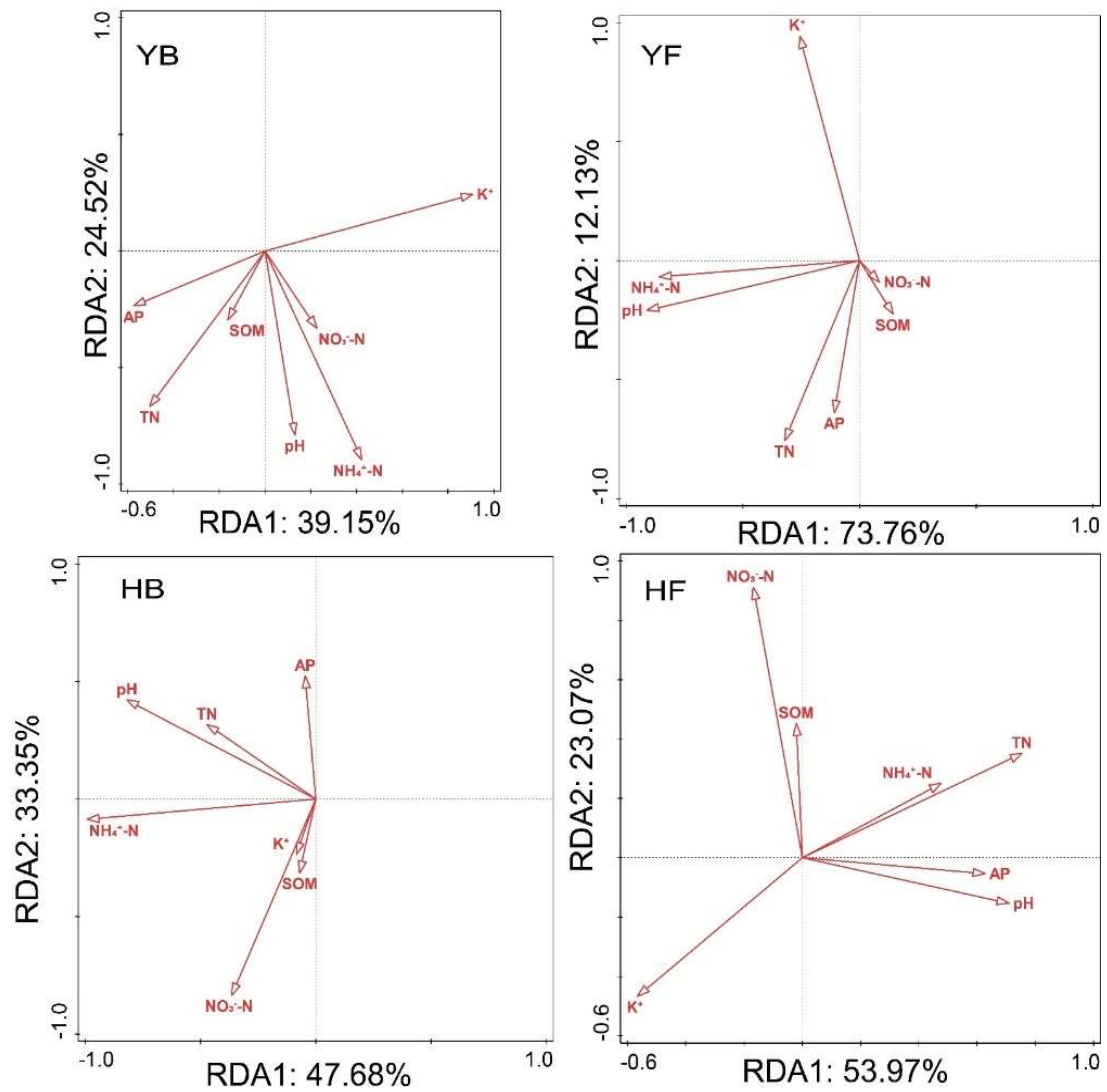 YB
1.0
K⁺
AP
SOM
NO₃⁻-N
TN
pH
NH₄⁺-N
-1.0
-0.6
1.0
RDA1: 39.15%
RDA2: 24.52%
YF
1.0
K⁺
NH₄⁺-N
NO₃⁻-N
pH
SOM
AP
TN
-1.0
-1.0
1.0
RDA1: 73.76%
RDA2: 12.13%
HB
1.0
AP
pH
TN
NH₄⁺-N
K⁺
SOM
NO₃⁻-N
-1.0
-1.0
1.0
RDA1: 47.68%
RDA2: 33.35%
HF
1.0
NO₃⁻-N
SOM
TN
NH₄⁺-N
AP
pH
K⁺
-0.6
-0.6
1.0
RDA1: 53.97%
RDA2: 23.07%